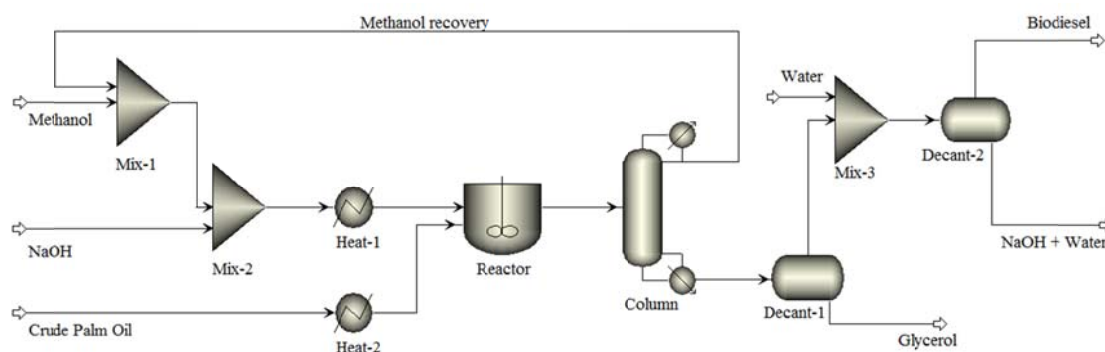 Methanol recovery
Biodiesel
Water
Methanol
Mix-1
Mix-3
Decant-2
NaOH
Mix-2
Heat-1
Reactor
NaOH + Water
Column
Decant-1
Crude Palm Oil
Heat-2
Glycerol